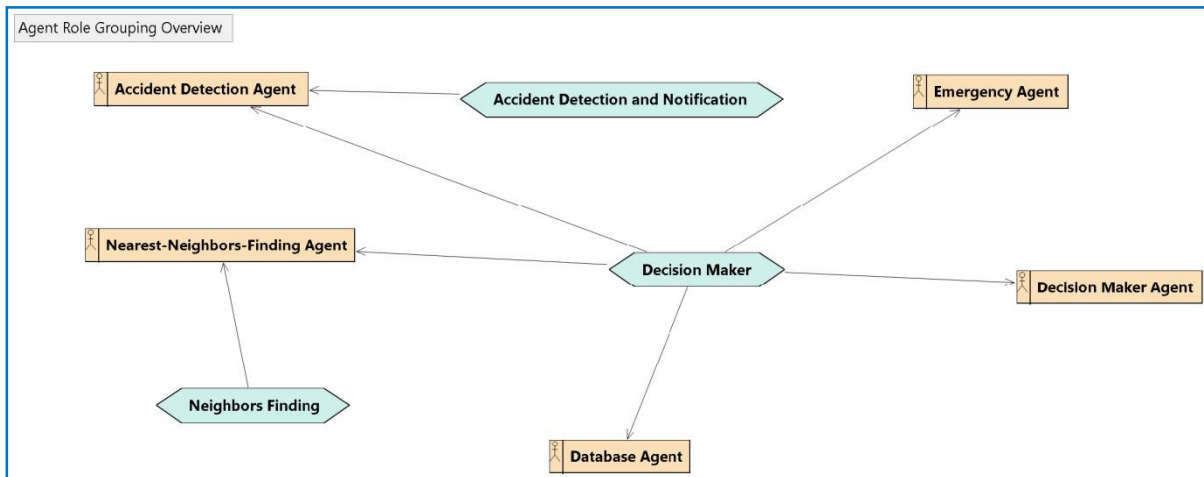 Agent Role Grouping Overview
Accident Detection Agent
Accident Detection and Notification
Emergency Agent
Nearest-Neighbors-Finding Agent
Decision Maker
Decision Maker Agent
Neighbors Finding
Database Agent